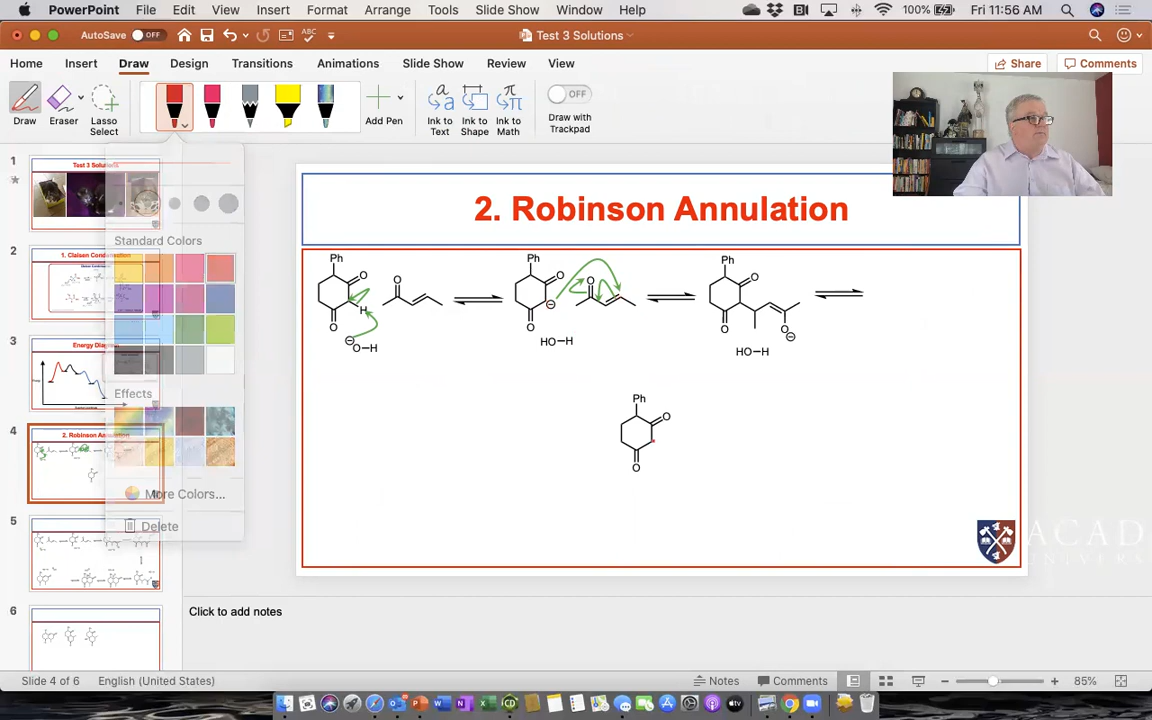 PowerPoint File Edit View Insert Format Arrange Tools Slide Show Window Help 100% Fri 11:56 AM
AutoSave OFF ABC Test 3 Solutions
Home Insert Draw Design Transitions Animations Slide Show Review View Share Comments
OFF
Draw Eraser Lasso Select Add Pen Ink to Text Ink to Shape Ink to Math Draw with Trackpad
1
Test 3 Solutions
2
1. Claisen Condensation
3
Energy Diagram
4
2. Robinson Annulation
5
6
Standard Colors
Effects
More Colors...
Delete
2. Robinson Annulation
Ph Ph Ph
O O O O O
H
O O O O
O-H HO-H HO-H
Ph
O
O
ACAD
UNIVERS
Click to add notes
Slide 4 of 6 English (United States) Notes Comments 85%